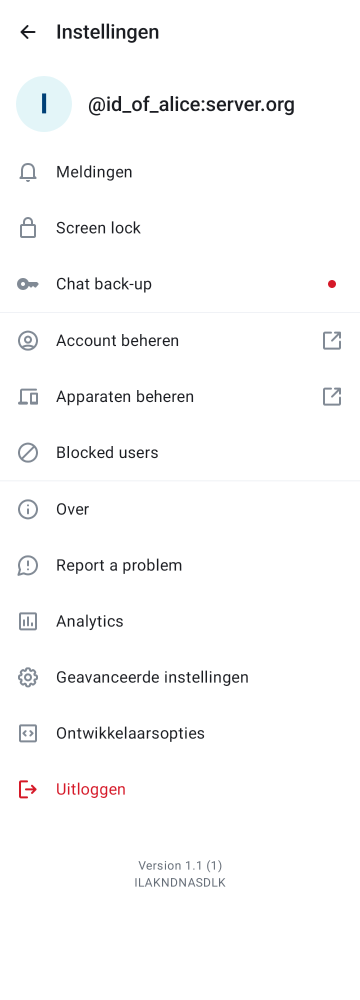 Instellingen
I
@id_of_alice:server.org
Meldingen
Screen lock
Chat back-up
Account beheren
Apparaten beheren
Blocked users
Over
Report a problem
Analytics
Geavanceerde instellingen
Ontwikkelaarsopties
Uitloggen
Version 1.1 (1)
ILAKNDNASDLK